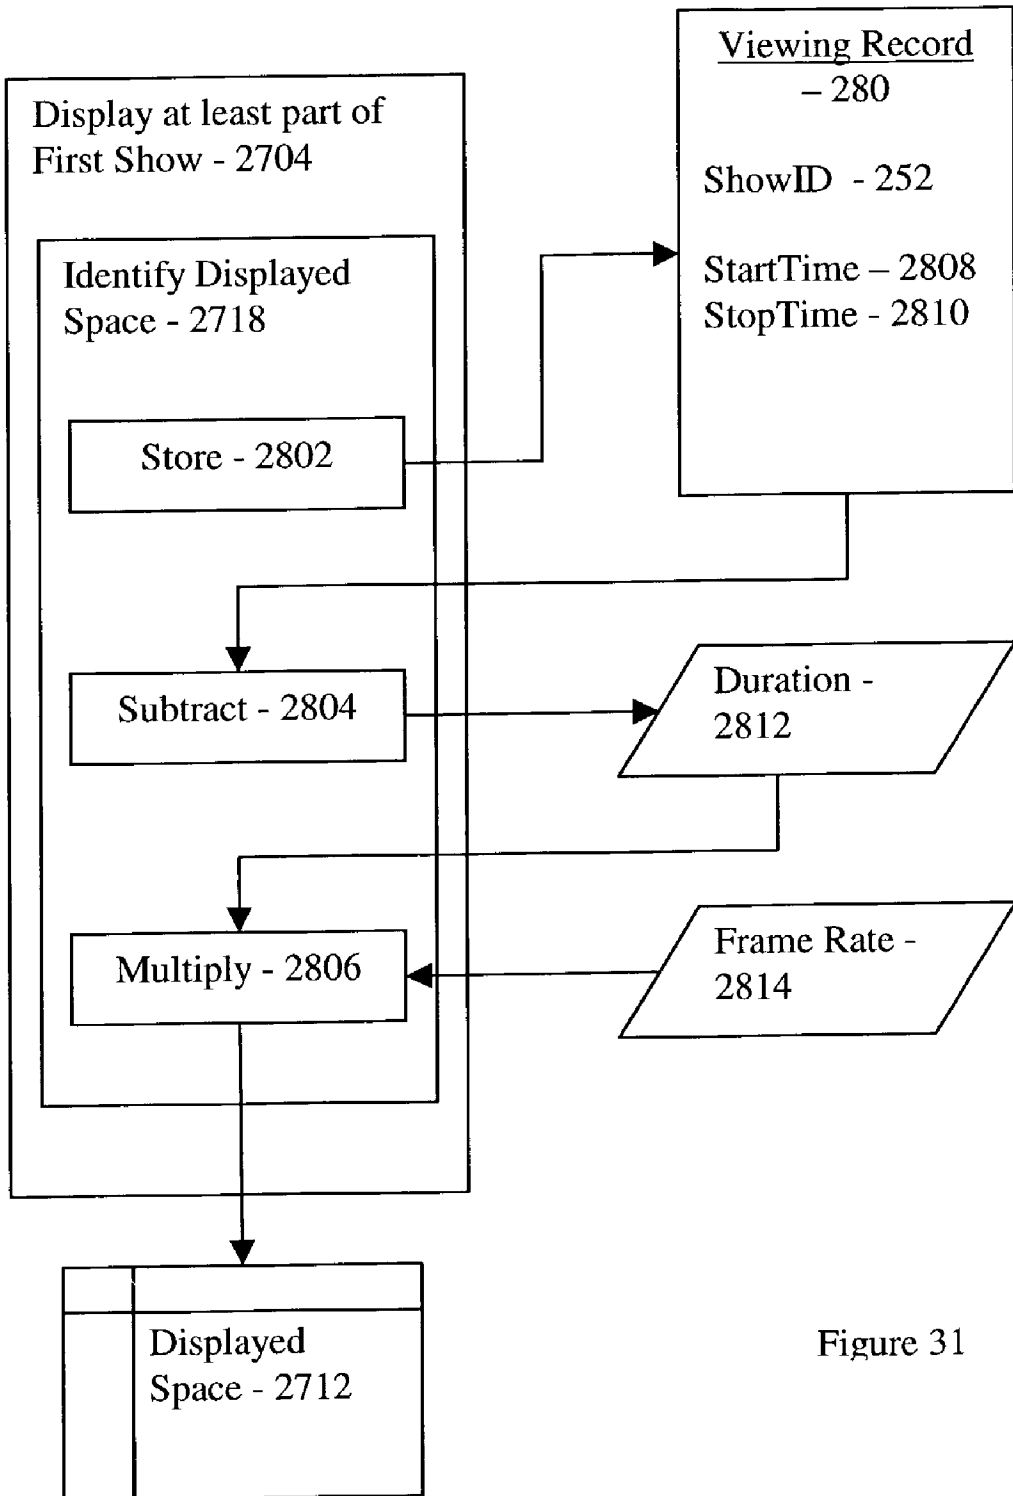 Viewing Record
– 280
ShowID - 252
StartTime – 2808
StopTime - 2810
Display at least part of
First Show - 2704
Identify Displayed
Space - 2718
Store - 2802
Subtract - 2804
Duration -
2812
Multiply - 2806
Frame Rate -
2814
Displayed
Space - 2712
Figure 31